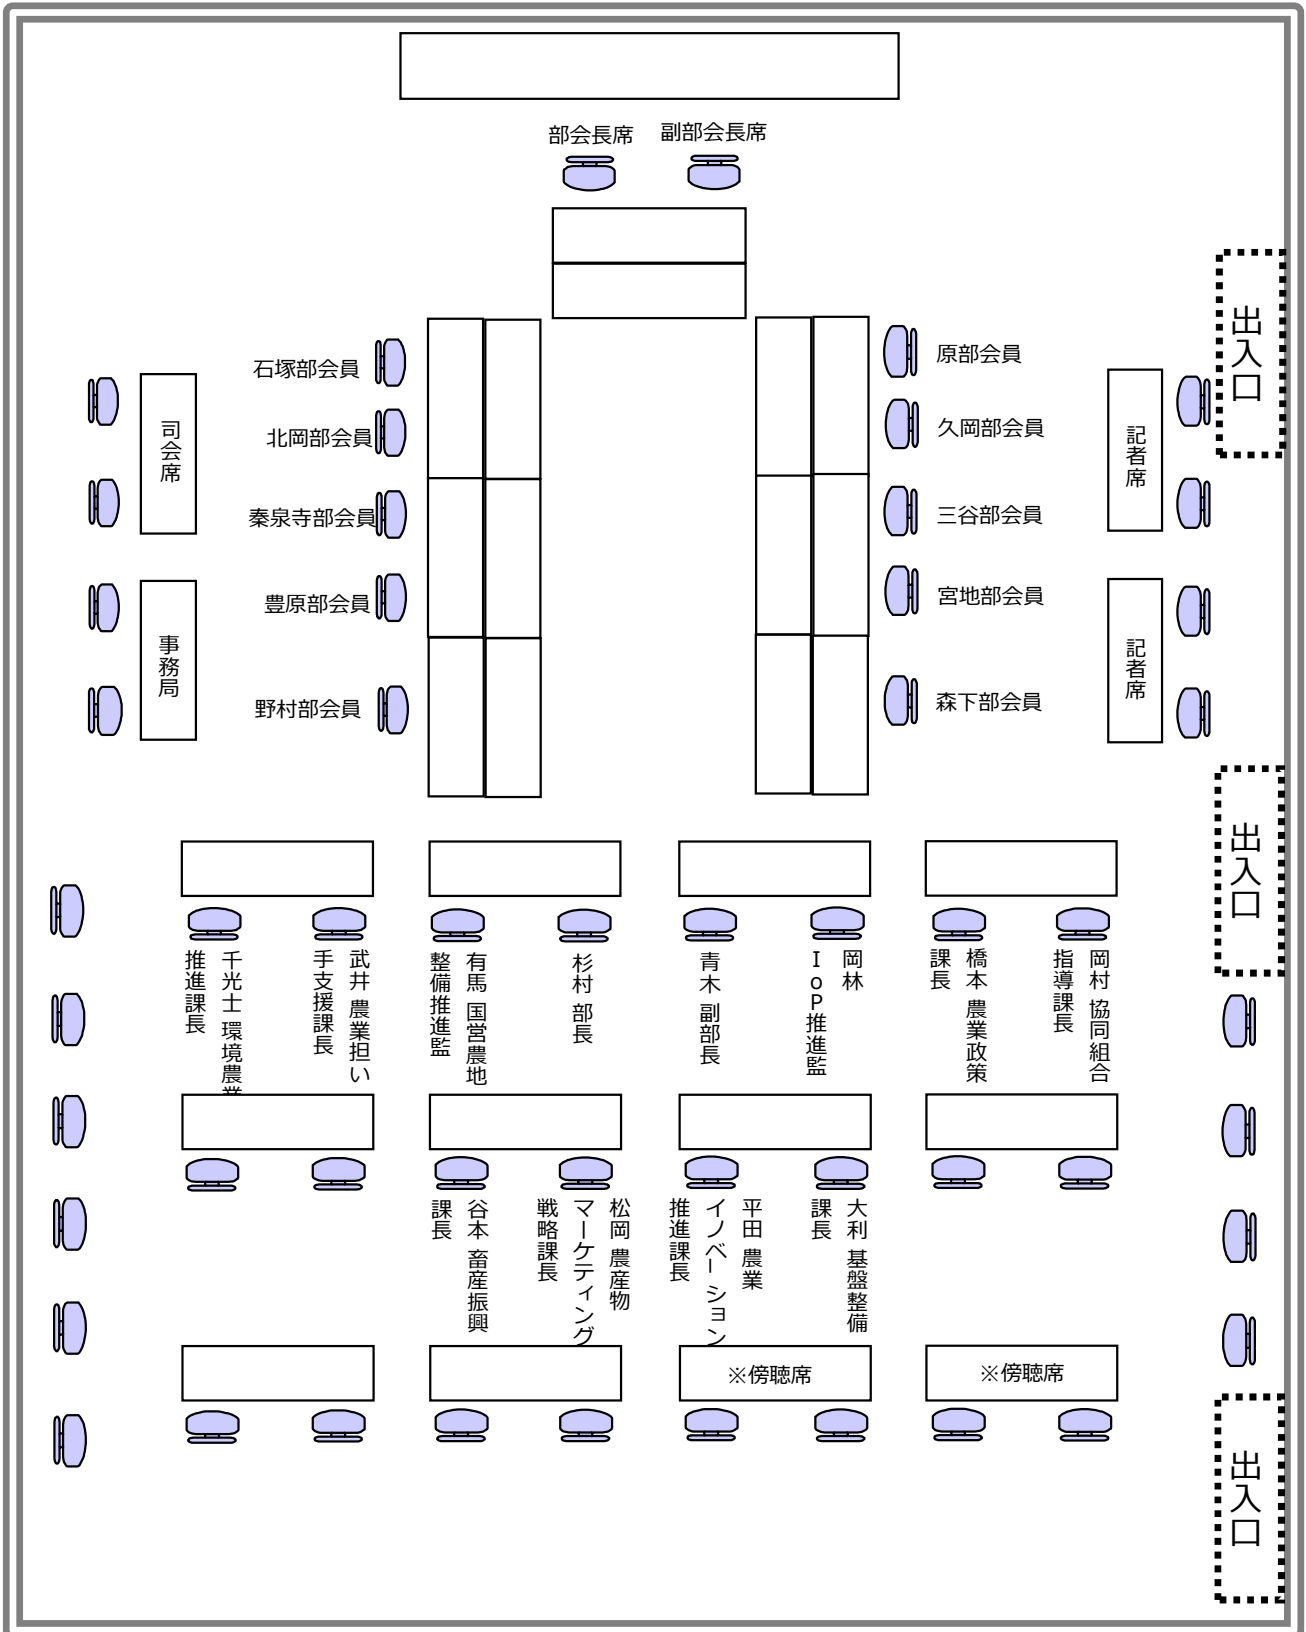 部会長席
副部会長席
石塚部会員
北岡部会員
秦泉寺部会員
豊原部会員
野村部会員
原部会員
久岡部会員
三谷部会員
宮地部会員
森下部会員
司会席
事務局
記者席
記者席
出入口
出入口
出入口
千光士 環境農業
推進課長
武井 農業担い
手支援課長
有馬 国営農地
整備推進監
杉村 部長
青木 副部長
岡林
IoP推進監
橋本 農業政策
課長
岡村 協同組合
指導課長
谷本 畜産振興
課長
松岡 農産物
マーケティング
戦略課長
平田 農業
イノベーション
推進課長
大利 基盤整備
課長
※傍聴席
※傍聴席